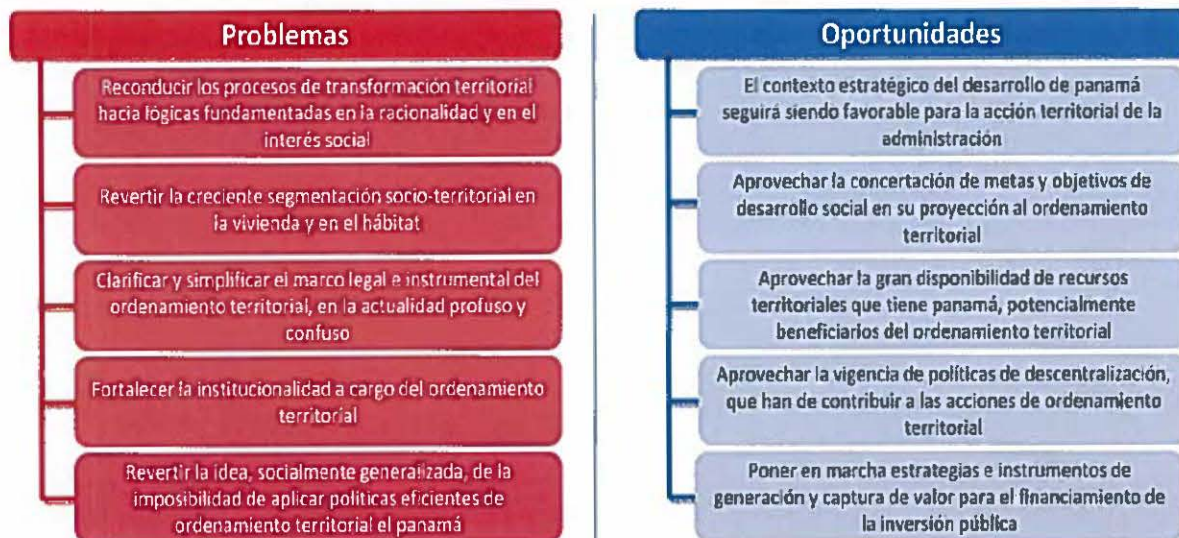 Problemas
Reconducir los procesos de transformación territorial
hacia lógicas fundamentadas en la racionalidad y en el
interés social
Revertir la creciente segmentación socio-territorial en
la vivienda y en el hábitat
Clarificar y simplificar el marco legal e instrumental del
ordenamiento territorial, en la actualidad profuso y
confuso
Fortalecer la institucionalidad a cargo del ordenamiento
territorial
Revertir la idea, socialmente generalizada, de la
imposibilidad de aplicar políticas eficientes de
ordenamiento territorial el panamá
Oportunidades
El contexto estratégico del desarrollo de panamá
seguirá siendo favorable para la acción territorial de la
administración
Aprovechar la concertación de metas y objetivos de
desarrollo social en su proyección al ordenamiento
territorial
Aprovechar la gran disponibilidad de recursos
territoriales que tiene panamá, potencialmente
beneficiarios del ordenamiento territorial
Aprovechar la vigencia de políticas de descentralización,
que han de contribuir a las acciones de ordenamiento
territorial
Poner en marcha estrategias e instrumentos de
generación y captura de valor para el financiamiento de
la inversión pública